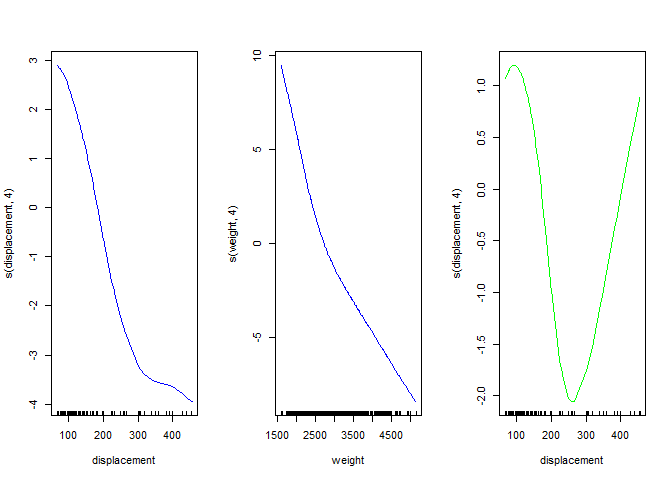 s(displacement, 4)
3
2
1
0
-1
-2
-3
-4
100 200 300 400
displacement
s(weight, 4)
10
5
0
-5
1500 2500 3500 4500
weight
s(displacement, 4)
1.0
0.5
0.0
-0.5
-1.0
-1.5
-2.0
100 200 300 400
displacement